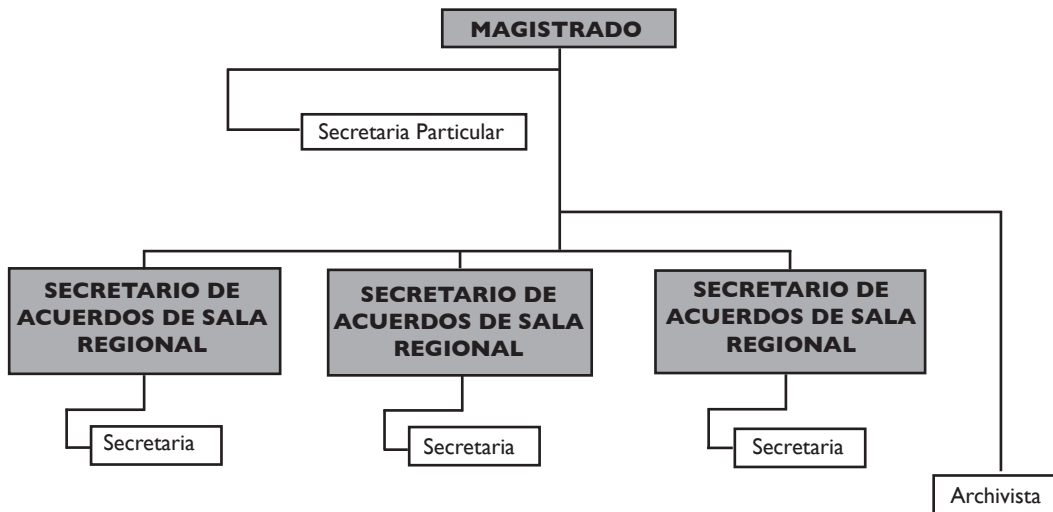 MAGISTRADO
Secretaria Particular
SECRETARIO DE
ACUERDOS DE SALA
REGIONAL
SECRETARIO DE
ACUERDOS DE SALA
REGIONAL
SECRETARIO DE
ACUERDOS DE SALA
REGIONAL
Secretaria
Secretaria
Secretaria
Archivista